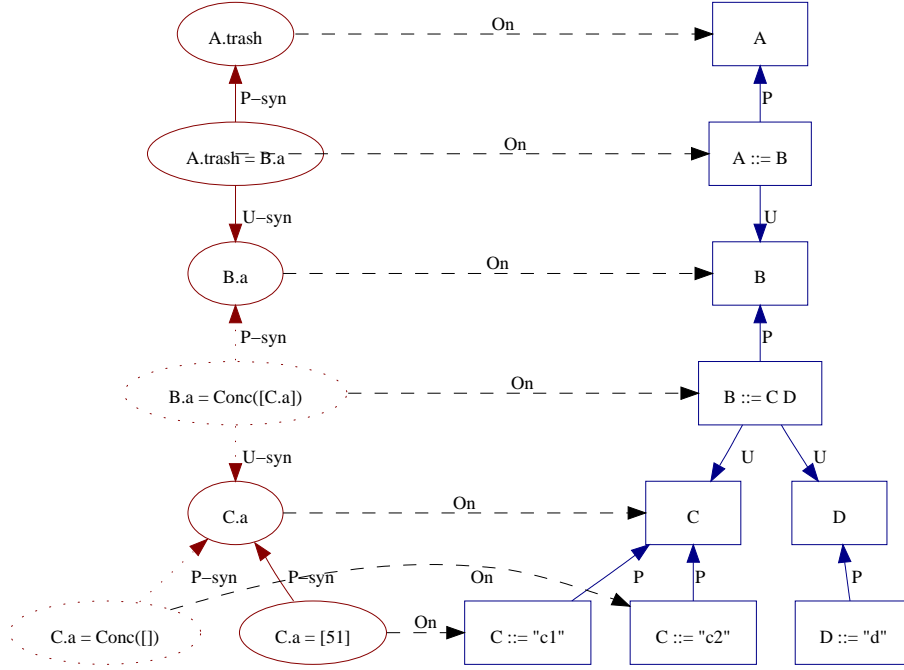 A.trash
On
A
P−syn
P
A.trash = B.a
On
A ::= B
U−syn
U
B.a
On
B
P−syn
P
B.a = Conc([C.a])
On
B ::= C D
U−syn
U
U
C.a
On
C
D
P−syn
P−syn
On
P
P
P
C.a = Conc([])
C.a = [51]
On
C ::= "c1"
C ::= "c2"
D ::= "d"